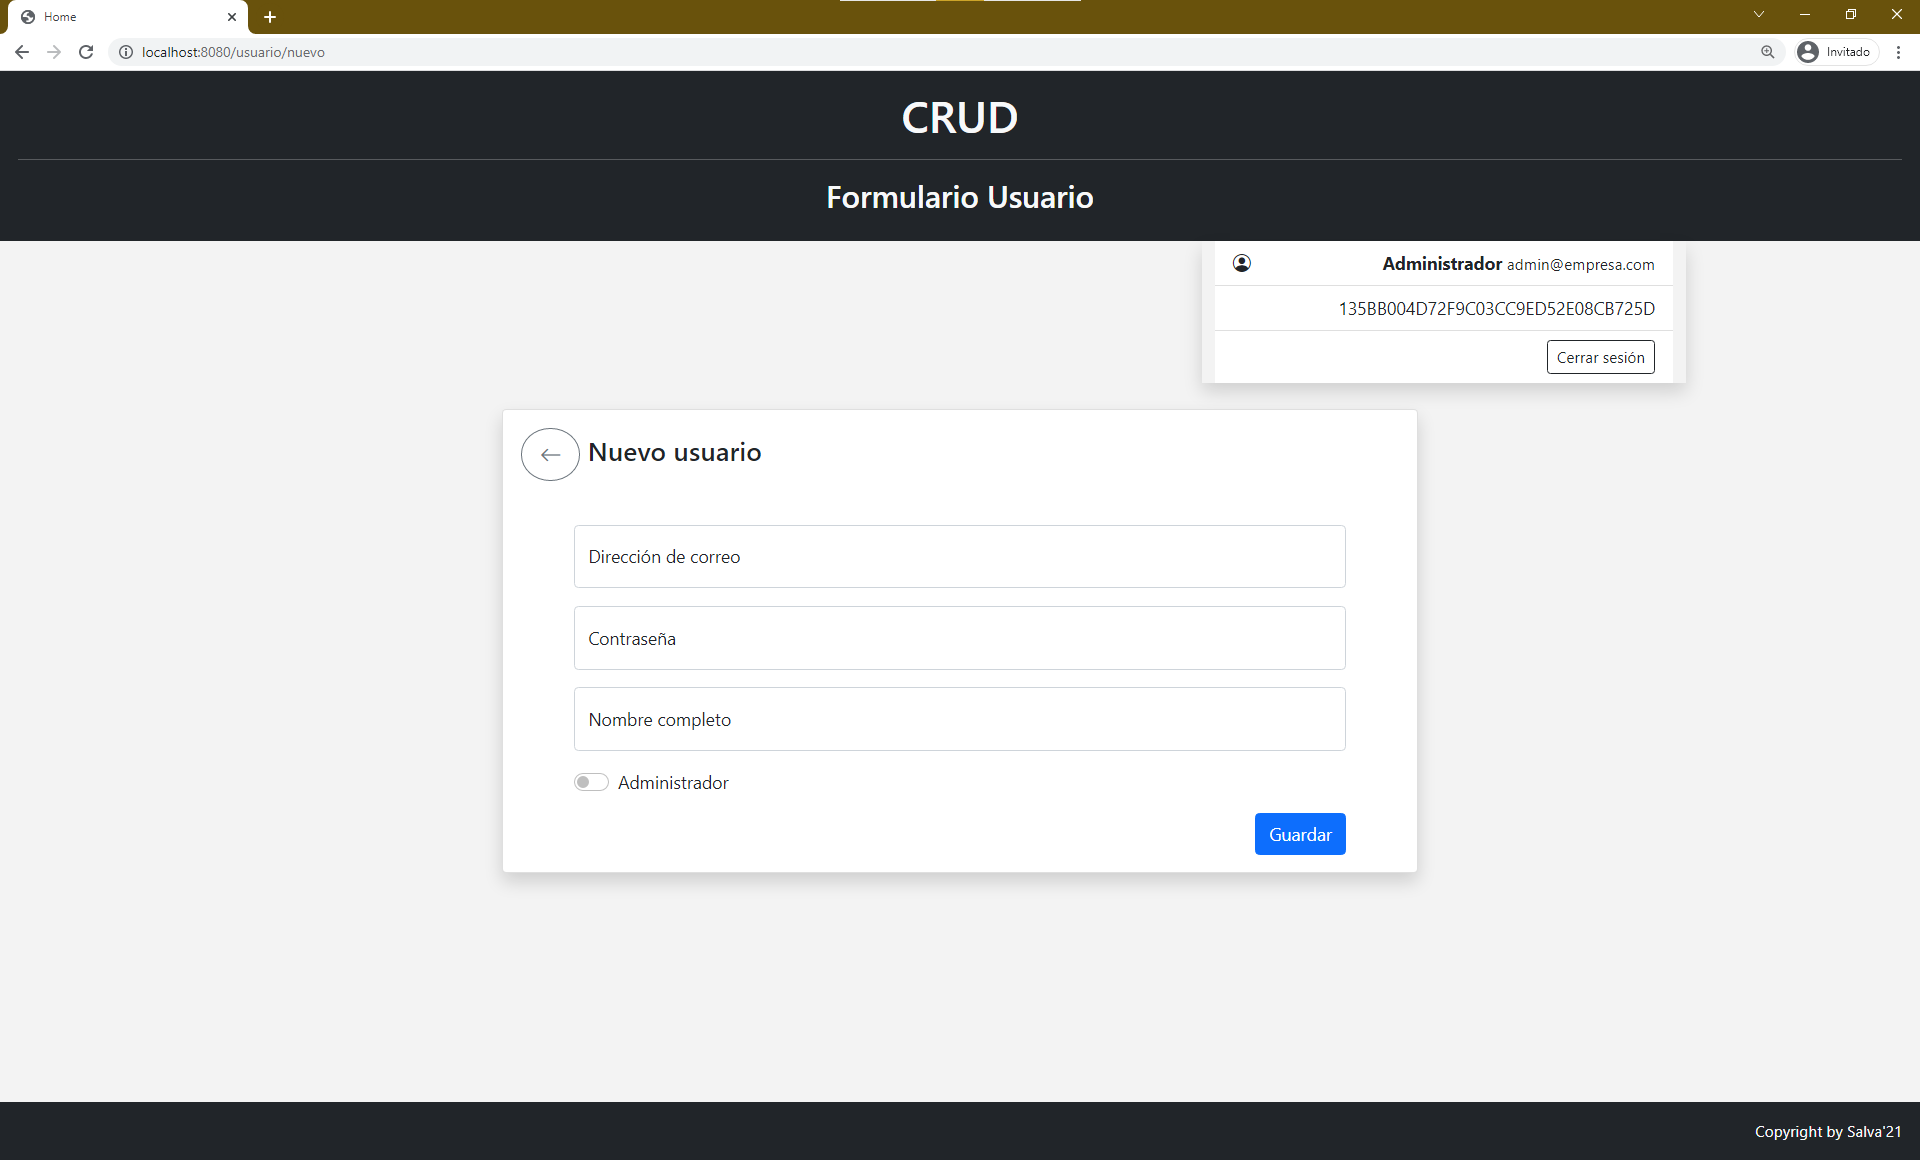 Home
localhost:8080/usuario/nuevo
Invitado
CRUD
Formulario Usuario
Administrador admin@empresa.com
135BB004D72F9C03CC9ED52E08CB725D
Cerrar sesión
Nuevo usuario
Dirección de correo
Contraseña
Nombre completo
Administrador
Guardar
Copyright by Salva'21